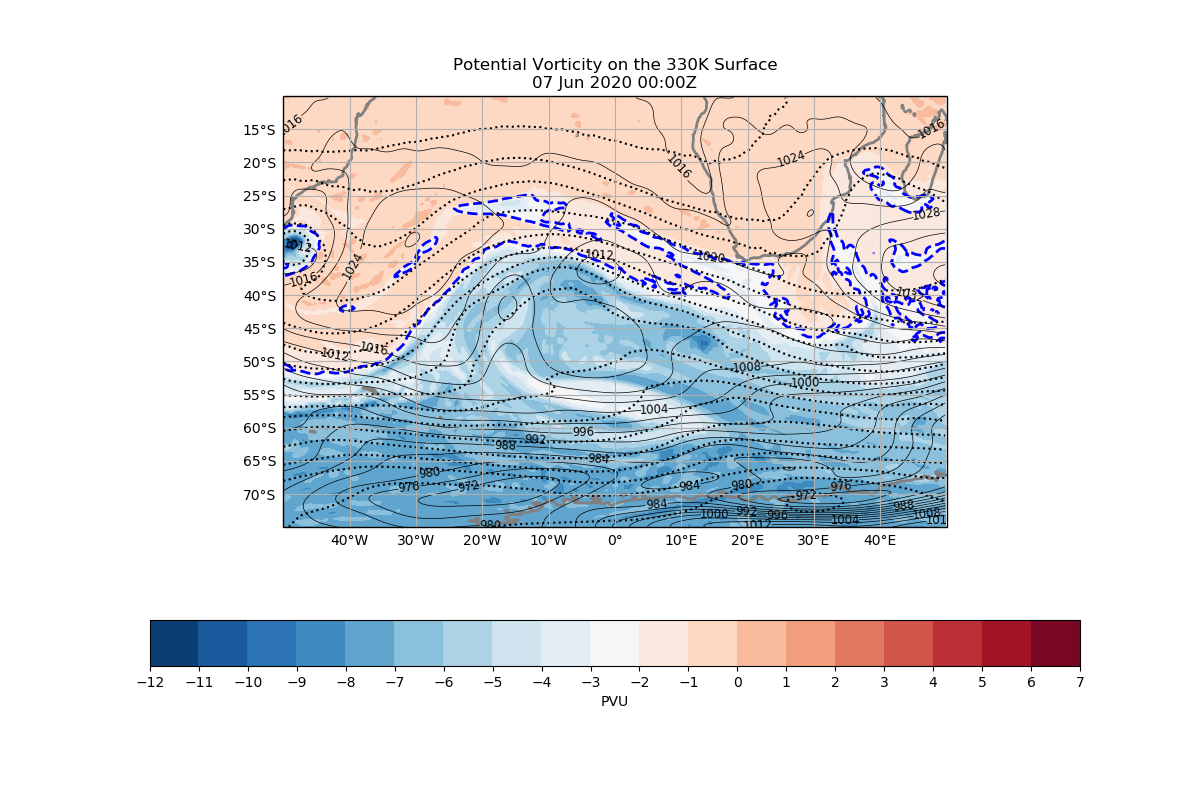 Potential Vorticity on the 330K Surface
07 Jun 2020 00:00Z
15°S
20°S
25°S
30°S
35°S
40°S
45°S
50°S
55°S
60°S
65°S
70°S
1016
1016
1024
1016
1028
1012
1016
1024
1012
1020
1012
1016
1008
1000
1004
996
992
988
984
980
976
972
984
980
976
972
984
1000
992
996
1012
1004
988
1008
101
980
40°W
30°W
20°W
10°W
0°
10°E
20°E
30°E
40°E
−12
−11
−10
−9
−8
−7
−6
−5
−4
−3
−2
−1
0
1
2
3
4
5
6
7
PVU